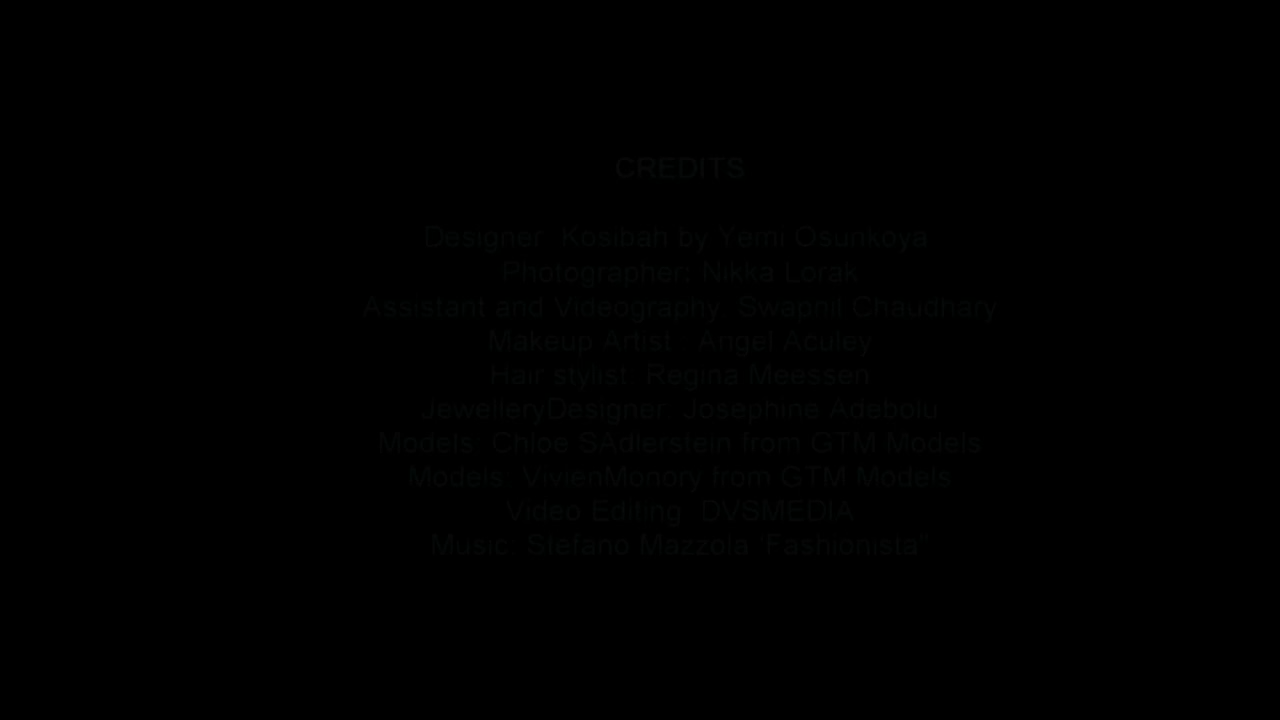 CREDITS
Designer: Kosibah by Yemi Osunkoya
Photographer: Nikka Lorak
Assistant and Videography: Swapnil Chaudhary
Makeup Artist : Angel Aculey
Hair stylist: Regina Meessen
JewelleryDesigner: Josephine Adebolu
Models: Chloe SAdlerstein from GTM Models
Models: VivienMonory from GTM Models
Video Editing: DVSMEDIA
Music: Stefano Mazzola "Fashionista"